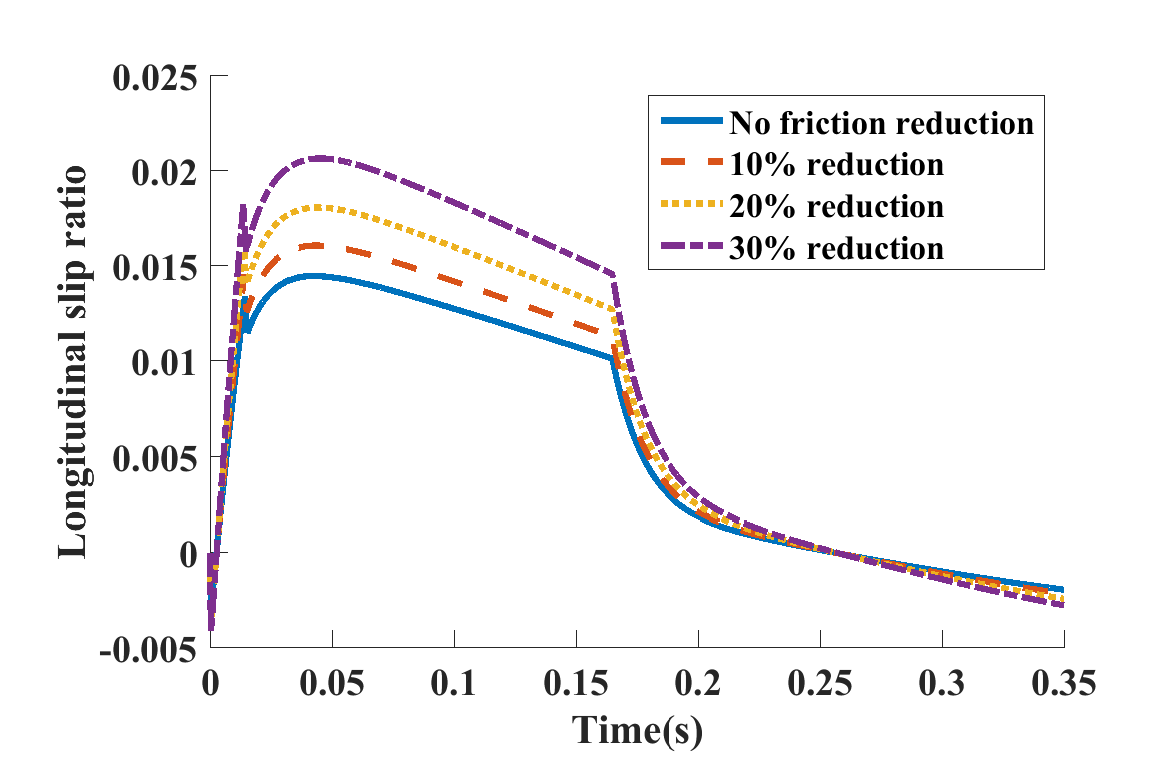 Longitudinal slip ratio
0.025
0.02
0.015
0.01
0.005
0
-0.005
No friction reduction
10% reduction
20% reduction
30% reduction
0 0.05 0.1 0.15 0.2 0.25 0.3 0.35
Time(s)